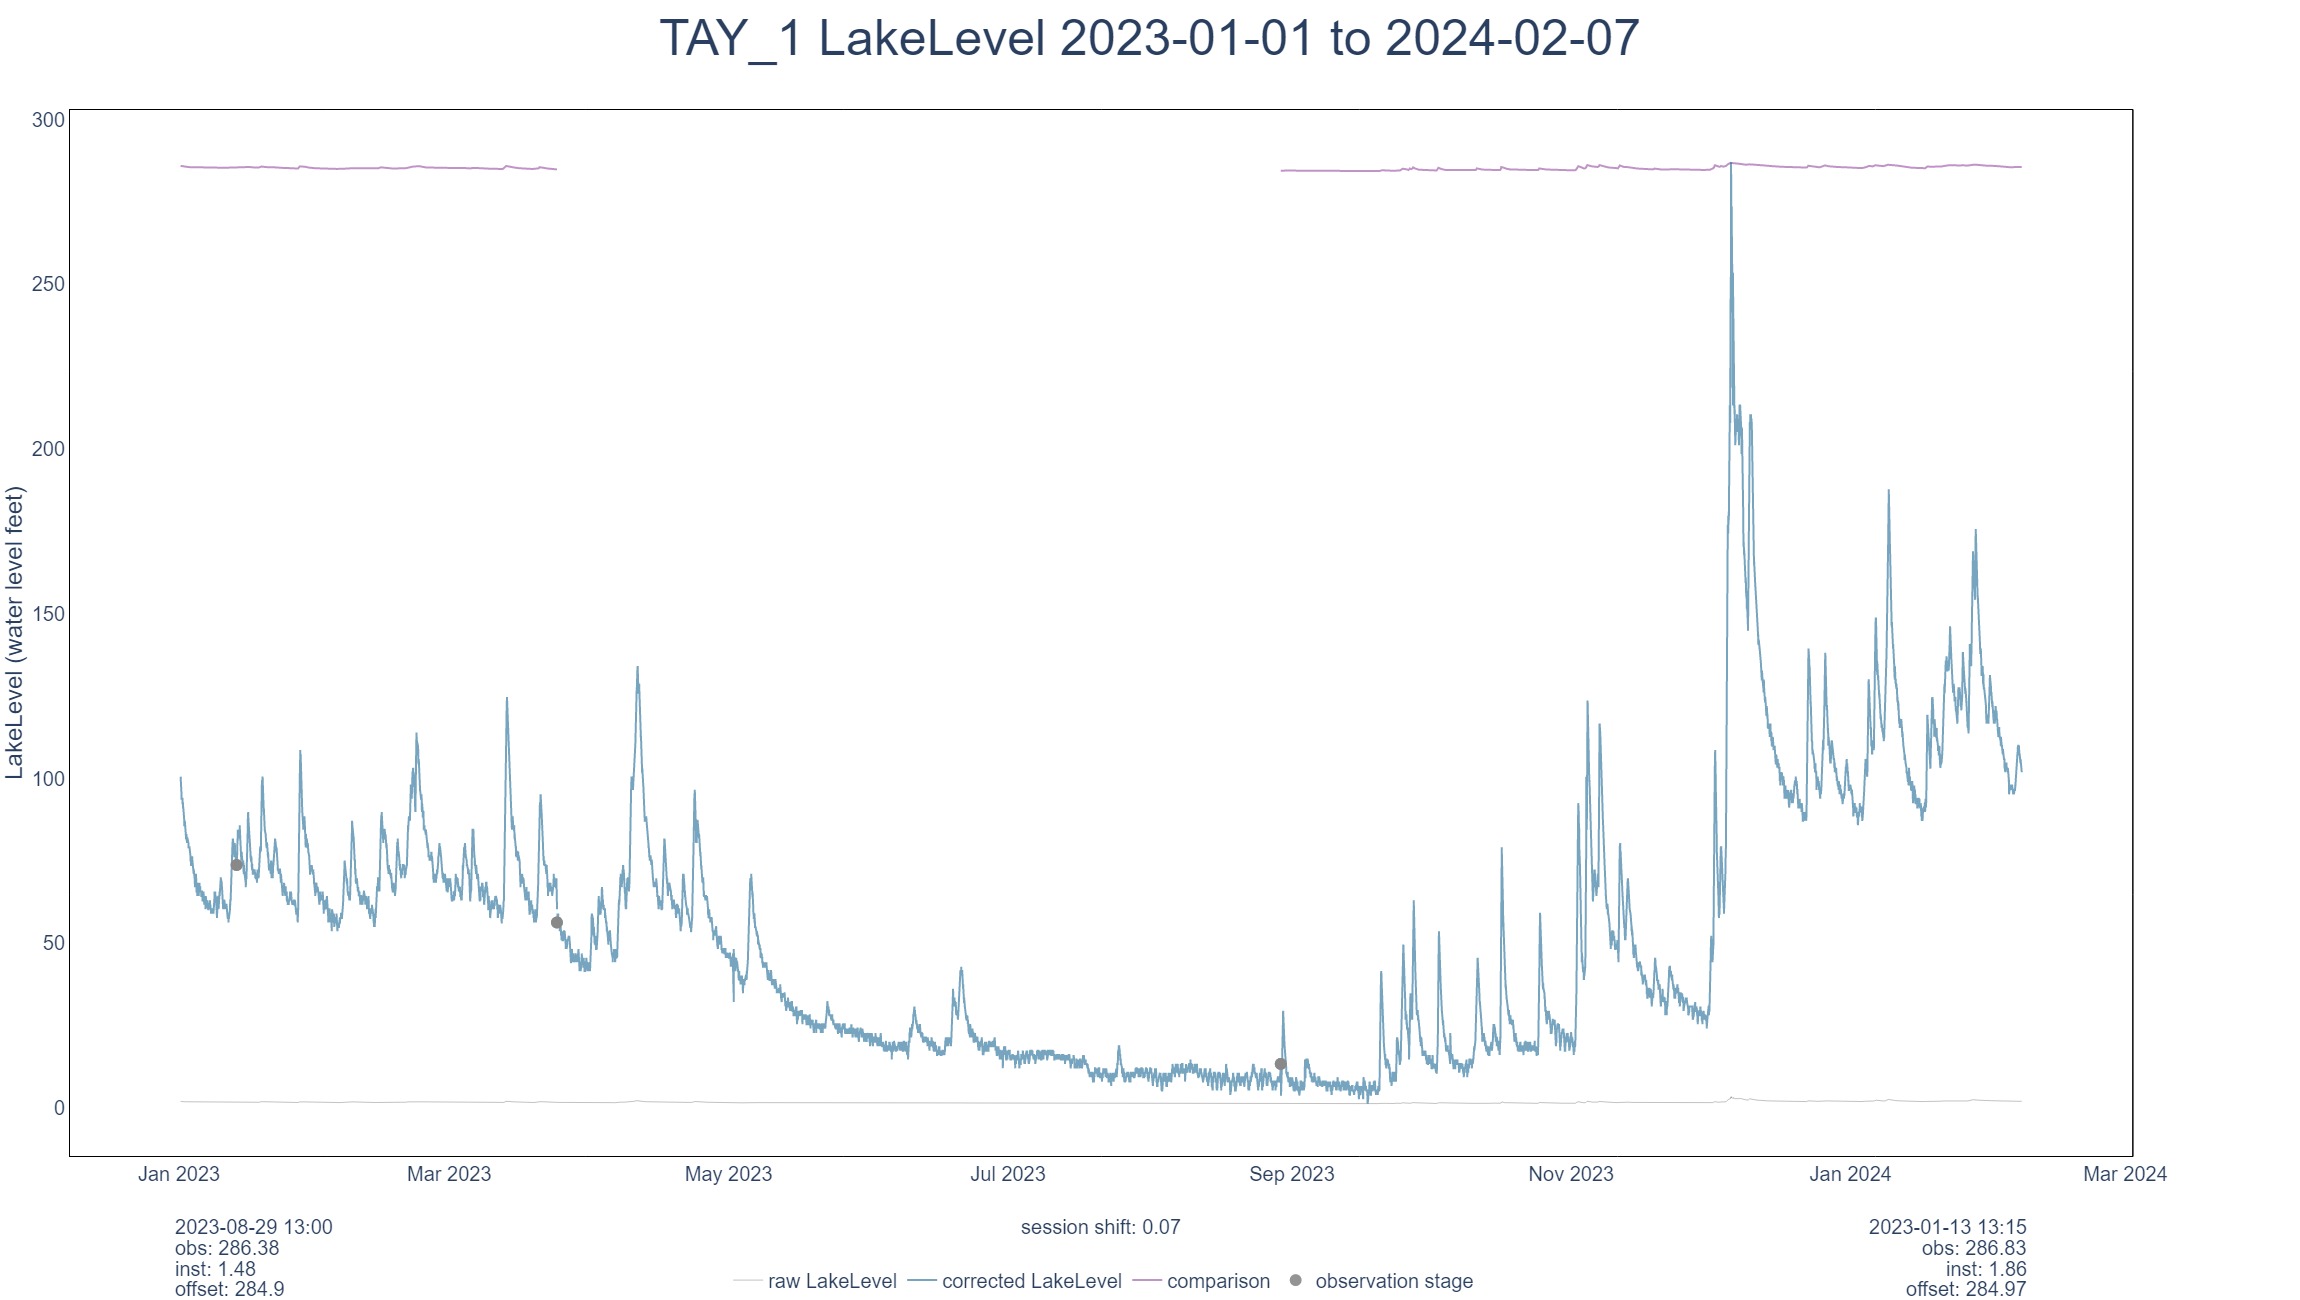 TAY_1 LakeLevel 2023-01-01 to 2024-02-07
LakeLevel (water level feet)
300
250
200
150
100
50
0
Jan 2023 Mar 2023 May 2023 Jul 2023 Sep 2023 Nov 2023 Jan 2024 Mar 2024
2023-08-29 13:00
obs: 286.38
inst: 1.48
offset: 284.9
session shift: 0.07
2023-01-13 13:15
obs: 286.83
inst: 1.86
offset: 284.97
raw LakeLevel corrected LakeLevel comparison observation stage